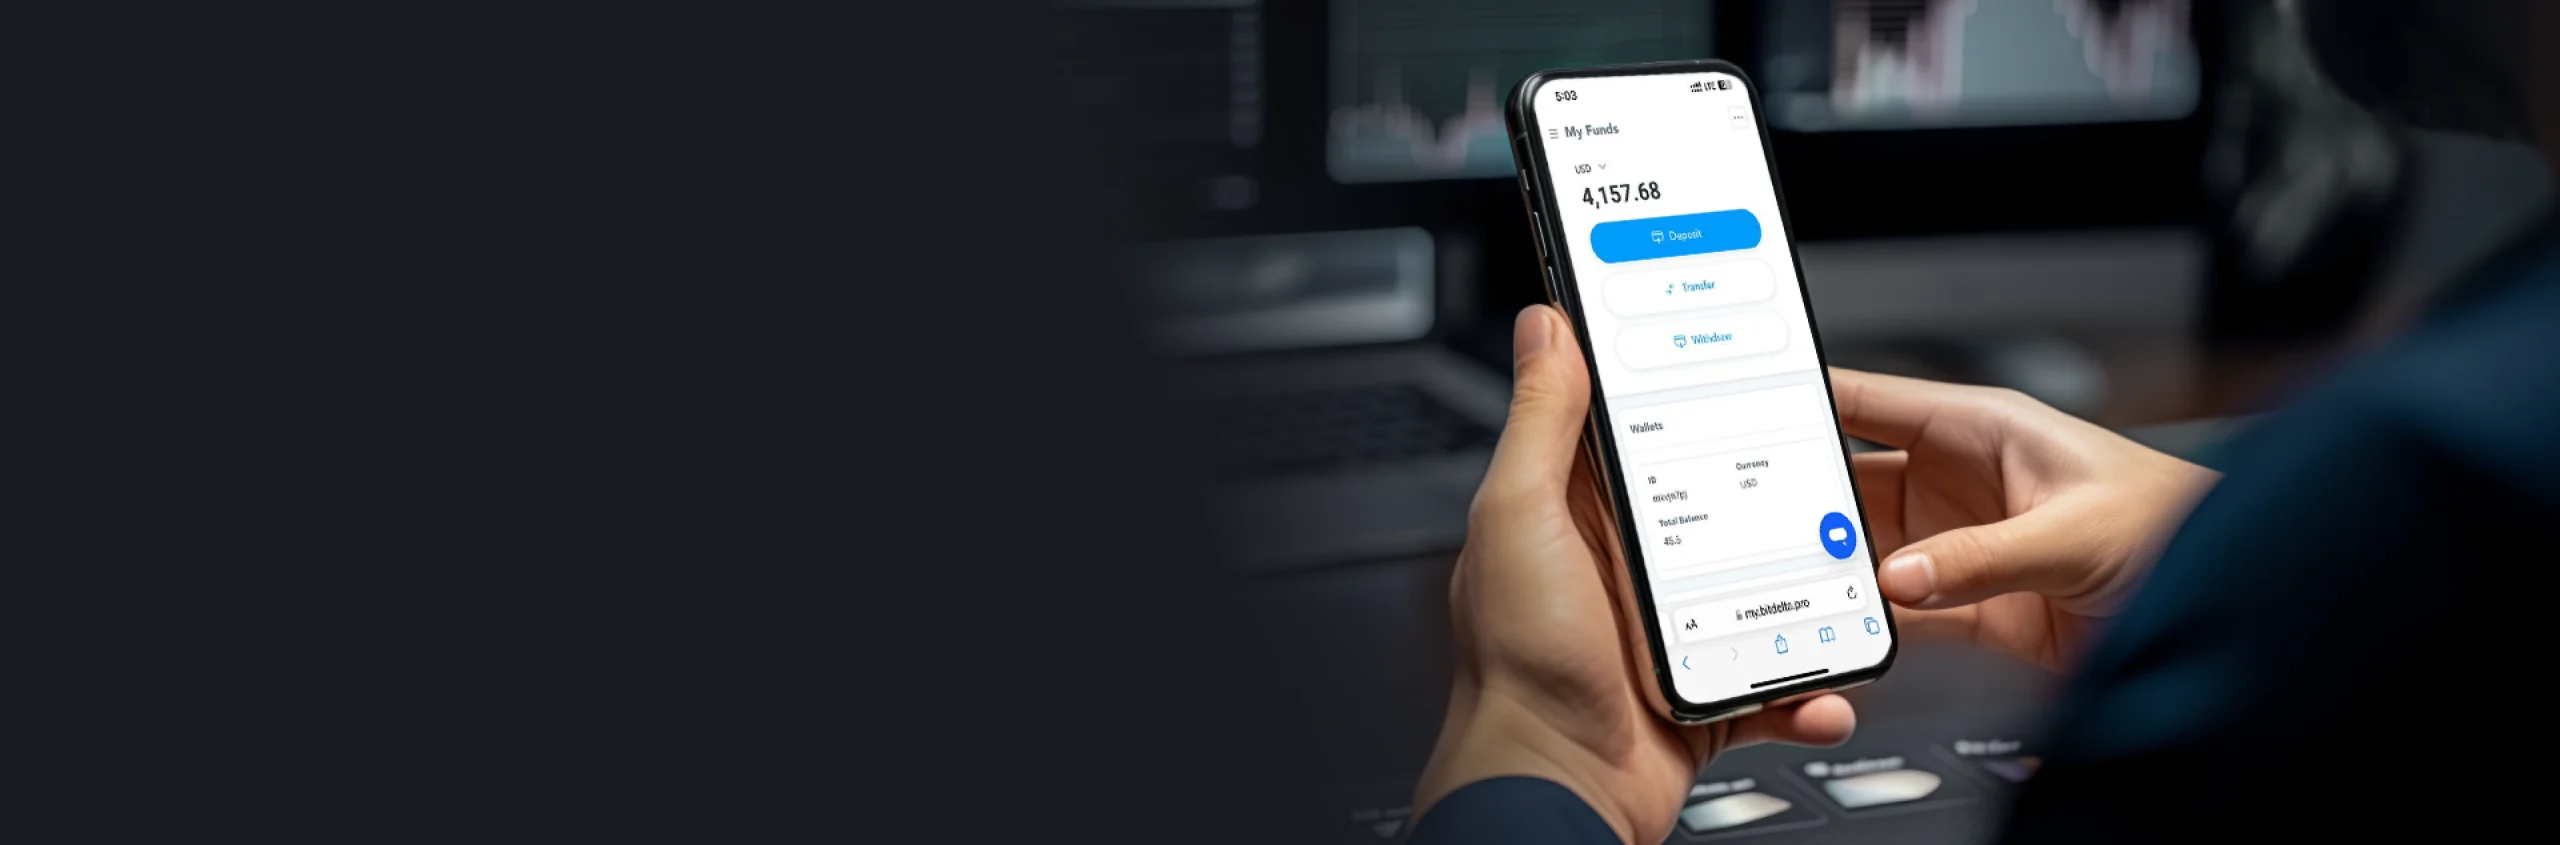 5:03
LTE
My Funds
USD
4,157.68
Deposit
Transfer
Withdraw
Wallets
ID
Currency
USD
Total Balance
45.5
AA
my.bitdelta.pro